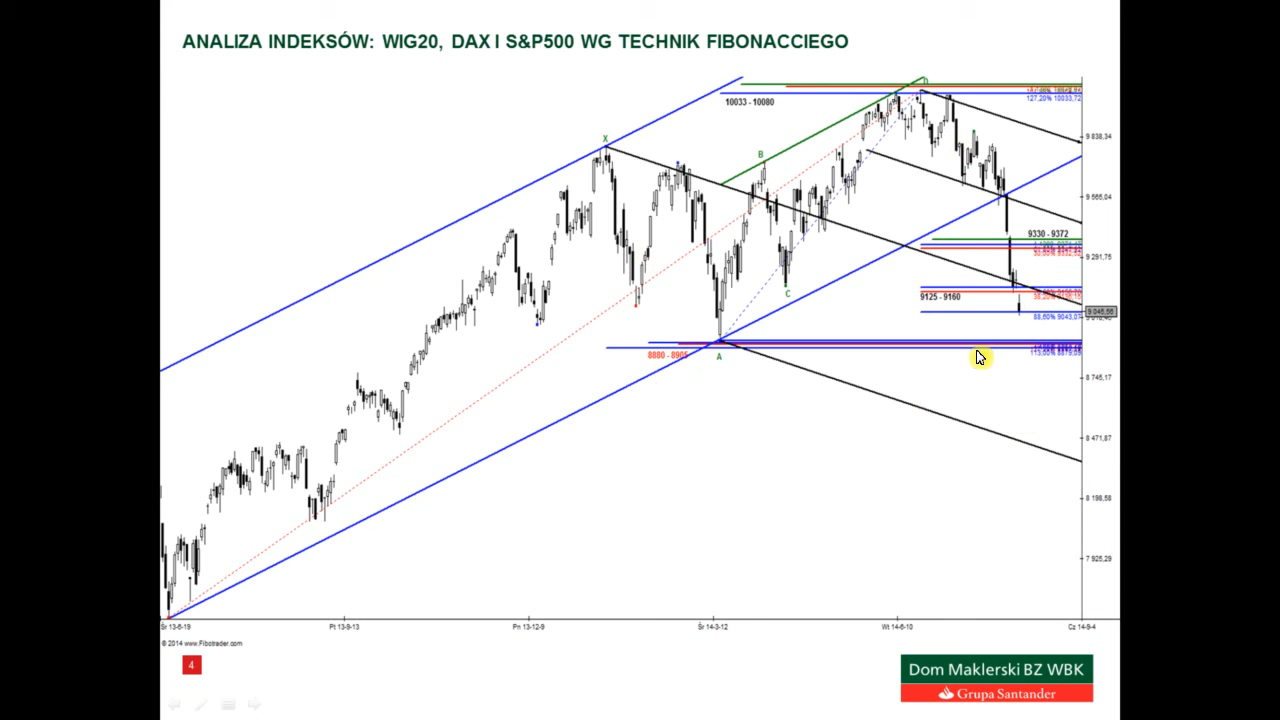 ANALIZA INDEKSÓW: WIG20, DAX I S&P500 WG TECHNIK FIBONACCIEGO
D
10033 - 10080
127,20% 10033,72
9 838,34
X
B
9 565,04
9330 - 9372
9 291,75
C
9125 - 9160
88,60% 9043,07
8880 - 8905
A
8 745,17
8 471,87
8 198,58
7 925,29
Śr 13-6-19
Pt 13-9-13
Pn 13-12-9
Śr 14-3-12
Wt 14-6-10
Cz 14-9-4
© 2014 www.Fibotrader.com
4
Dom Maklerski BZ WBK
Grupa Santander